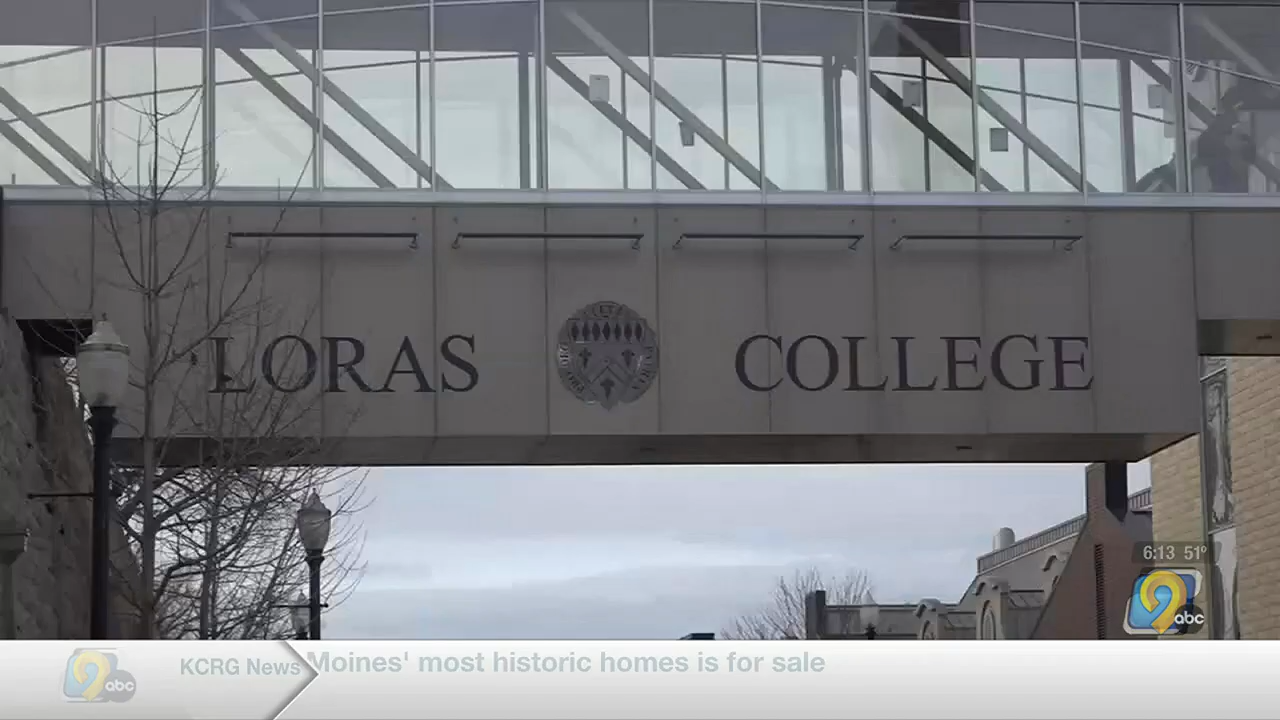 LORAS COLLEGE
6:13 51°
9
abc
9
abc
KCRG News
Moines' most historic homes is for sale